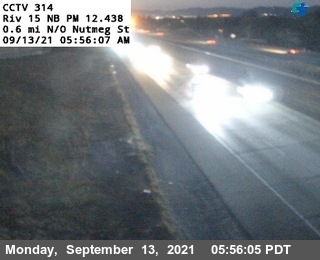 CCTV 314
Riv 15 NB PM 12.438
0.6 mi N/O Nutmeg St
09/13/21 05:56:07 AM
Monday, September 13, 2021 05:56:05 PDT